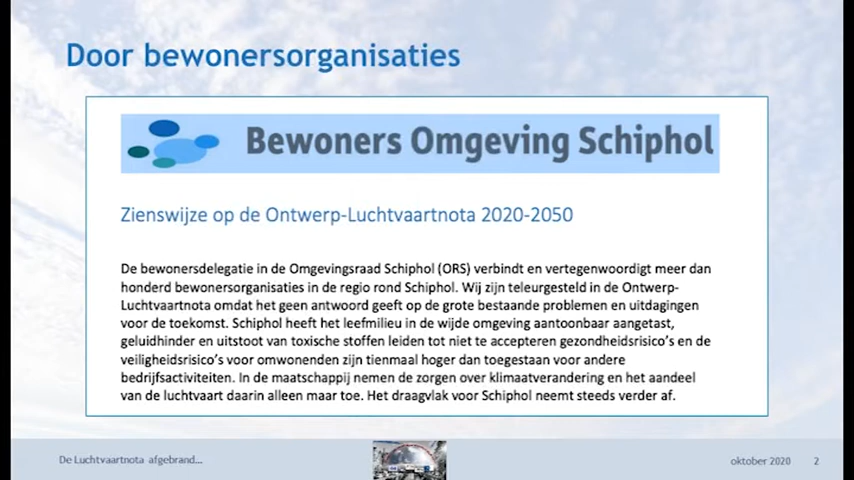 Door bewonersorganisaties
Bewoners Omgeving Schiphol
Zienswijze op de Ontwerp-Luchtvaartnota 2020-2050
De bewonersdelegatie in de Omgevingsraad Schiphol (ORS) verbindt en vertegenwoordigt meer dan
honderd bewonersorganisaties in de regio rond Schiphol. Wij zijn teleurgesteld in de Ontwerp-
Luchtvaartnota omdat het geen antwoord geeft op de grote bestaande problemen en uitdagingen
voor de toekomst. Schiphol heeft het leefmilieu in de wijde omgeving aantoonbaar aangetast,
geluidhinder en uitstoot van toxische stoffen leiden tot niet te accepteren gezondheidsrisico's en de
veiligheidsrisico's voor omwonenden zijn tienmaal hoger dan toegestaan voor andere
bedrijfsactiviteiten. In de maatschappij nemen de zorgen over klimaatverandering en het aandeel
van de luchtvaart daarin alleen maar toe. Het draagvlak voor Schiphol neemt steeds verder af.
De Luchtvaartnota afgebrand...
oktober 2020 2